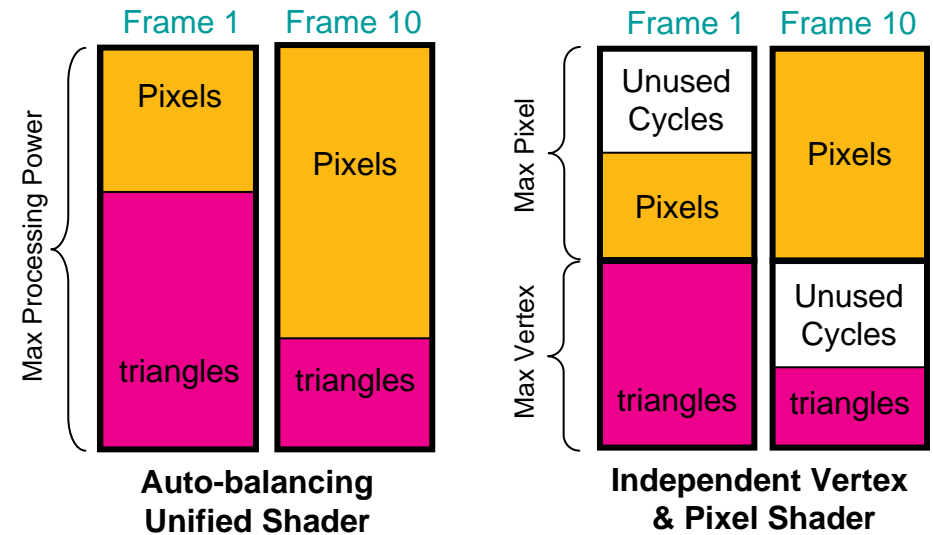 Frame 1
Frame 10
Max Processing Power
Pixels
Pixels
triangles
triangles
Auto-balancing
Unified Shader
Frame 1
Frame 10
Max Pixel
Max Vertex
Unused
Cycles
Pixels
Pixels
triangles
Unused
Cycles
triangles
Independent Vertex
& Pixel Shader